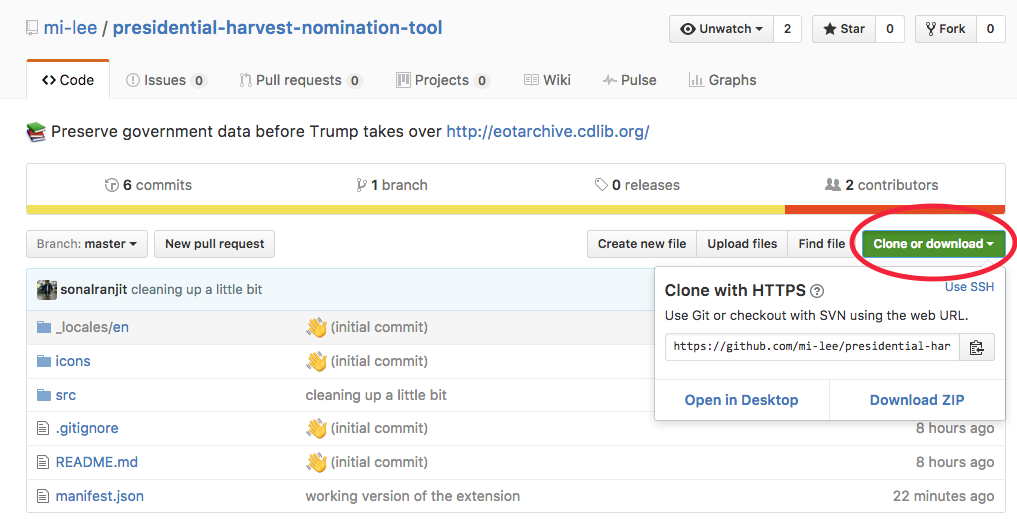 mi-lee / presidential-harvest-nomination-tool Unwatch 2 Star 0 Fork 0
Code Issues 0 Pull requests 0 Projects 0 Wiki Pulse Graphs
Preserve government data before Trump takes over http://eotarchive.cdlib.org/
6 commits 1 branch 0 releases 2 contributors
Branch: master New pull request Create new file Upload files Find file Clone or download
sonalranjit cleaning up a little bit
Clone with HTTPS ? Use SSH
Use Git or checkout with SVN using the web URL.
https://github.com/mi-lee/presidential-har
Open in Desktop Download ZIP
_locales/en 👋 (initial commit)
icons 👋 (initial commit)
src cleaning up a little bit
.gitignore 👋 (initial commit) 8 hours ago
README.md 👋 (initial commit) 8 hours ago
manifest.json working version of the extension 22 minutes ago